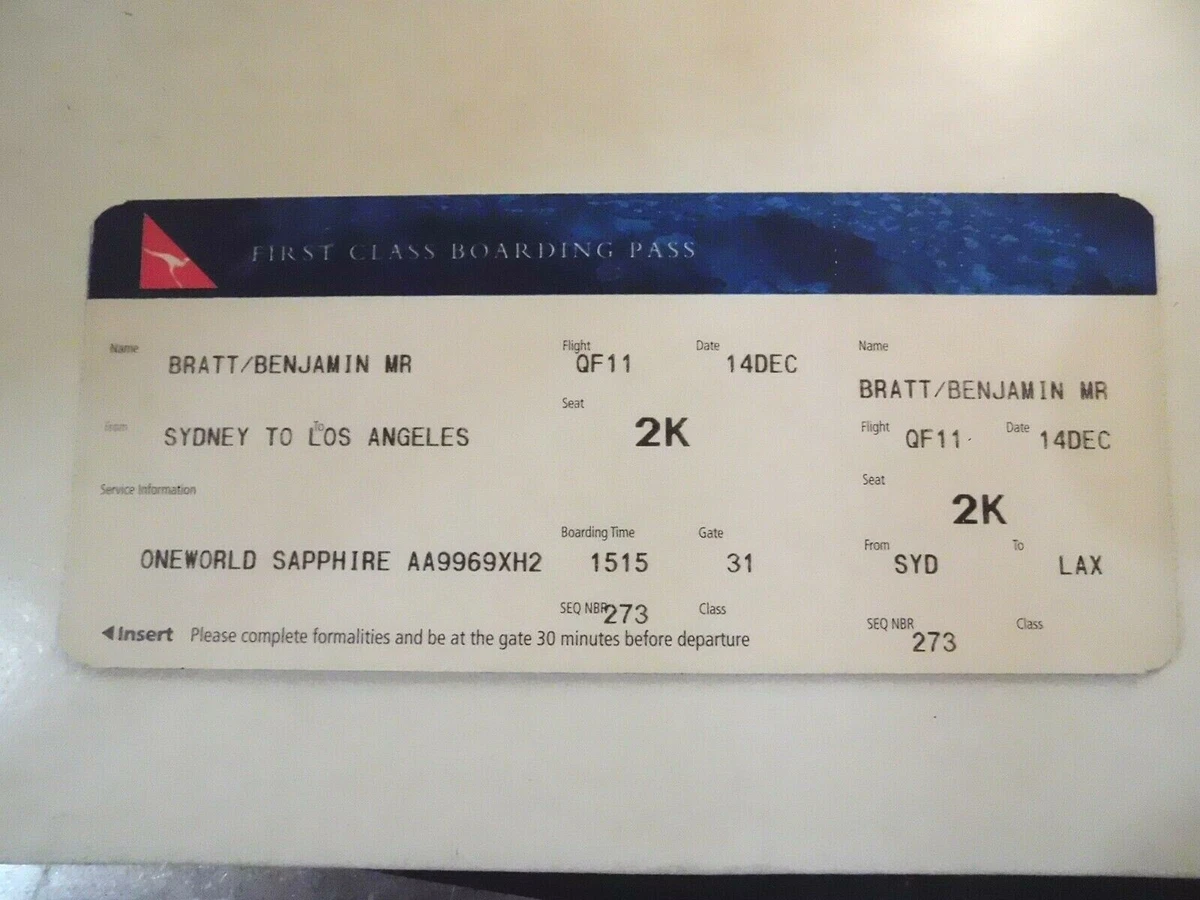 FIRST CLASS BOARDING PASS
Name
BRATT/BENJAMIN MR
Flight
QF11
Date
14DEC
From
To
SYDNEY TO LOS ANGELES
Seat
2K
Service Information
ONEWORLD SAPPHIRE AA9969XH2
Boarding Time
1515
Gate
31
SEQ NBR
273
Class
Insert Please complete formalities and be at the gate 30 minutes before departure
Name
BRATT/BENJAMIN MR
Flight QF11 Date 14DEC
Seat
2K
From SYD To LAX
SEQ NBR
273
Class